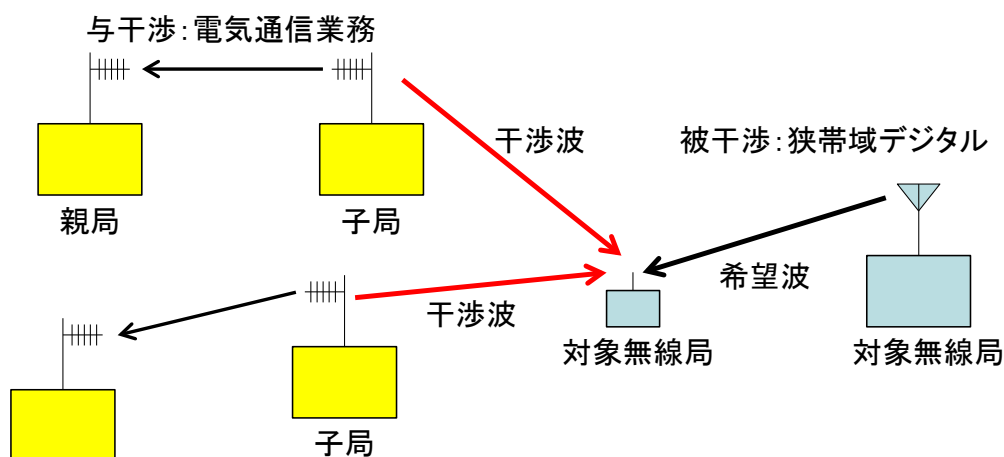 与干渉：電気通信業務
干渉波
被干渉：狭帯域デジタル
親局
子局
希望波
干渉波
対象無線局
対象無線局
子局